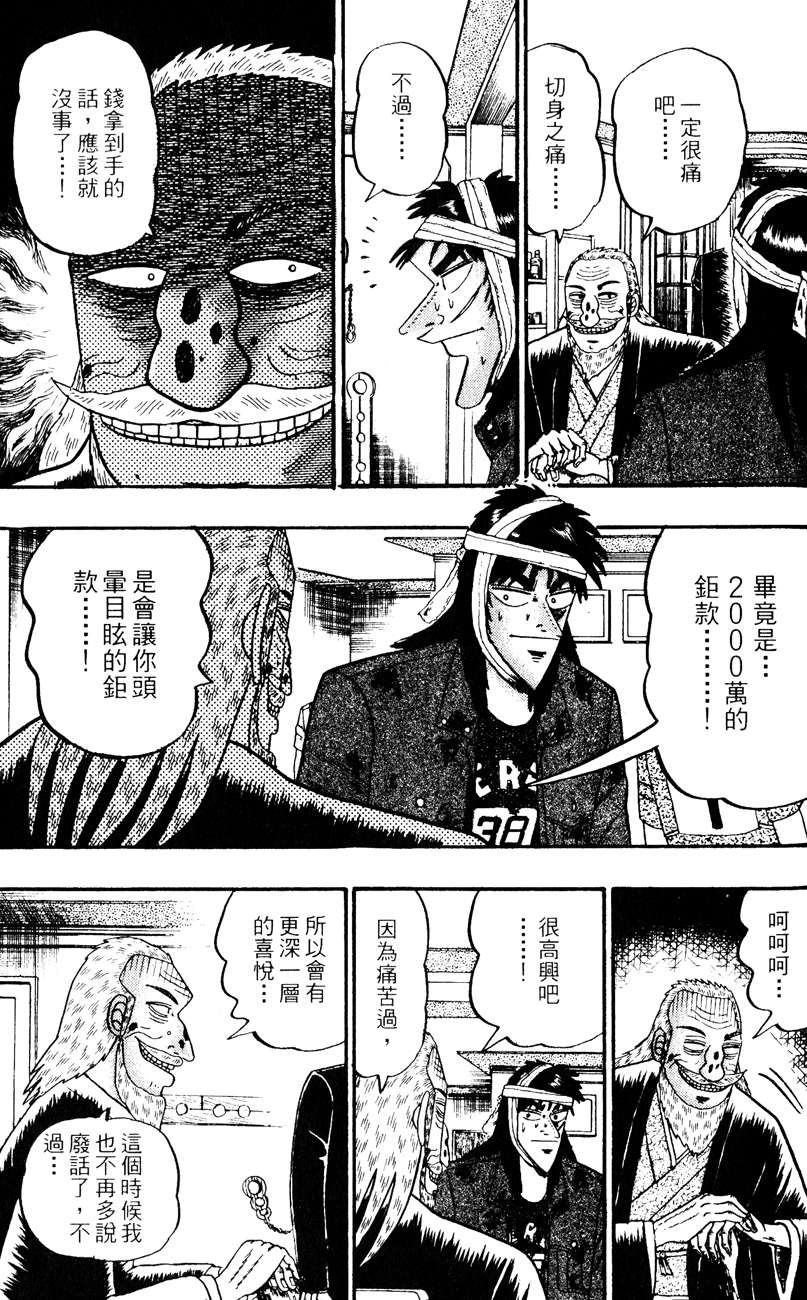 一定很痛
吧……
切身之痛……
不過……
錢拿到手的
話，應該就
沒事了…！
畢竟是…
2000萬的
鉅款………！
ERS
38
是會讓你頭
暈目眩的鉅
款……！
呵呵呵…
很高興吧
……！
因為痛苦過，
所以會有
更深一層
的喜悅…
這個時候我
也不再多說
廢話了，不
過…